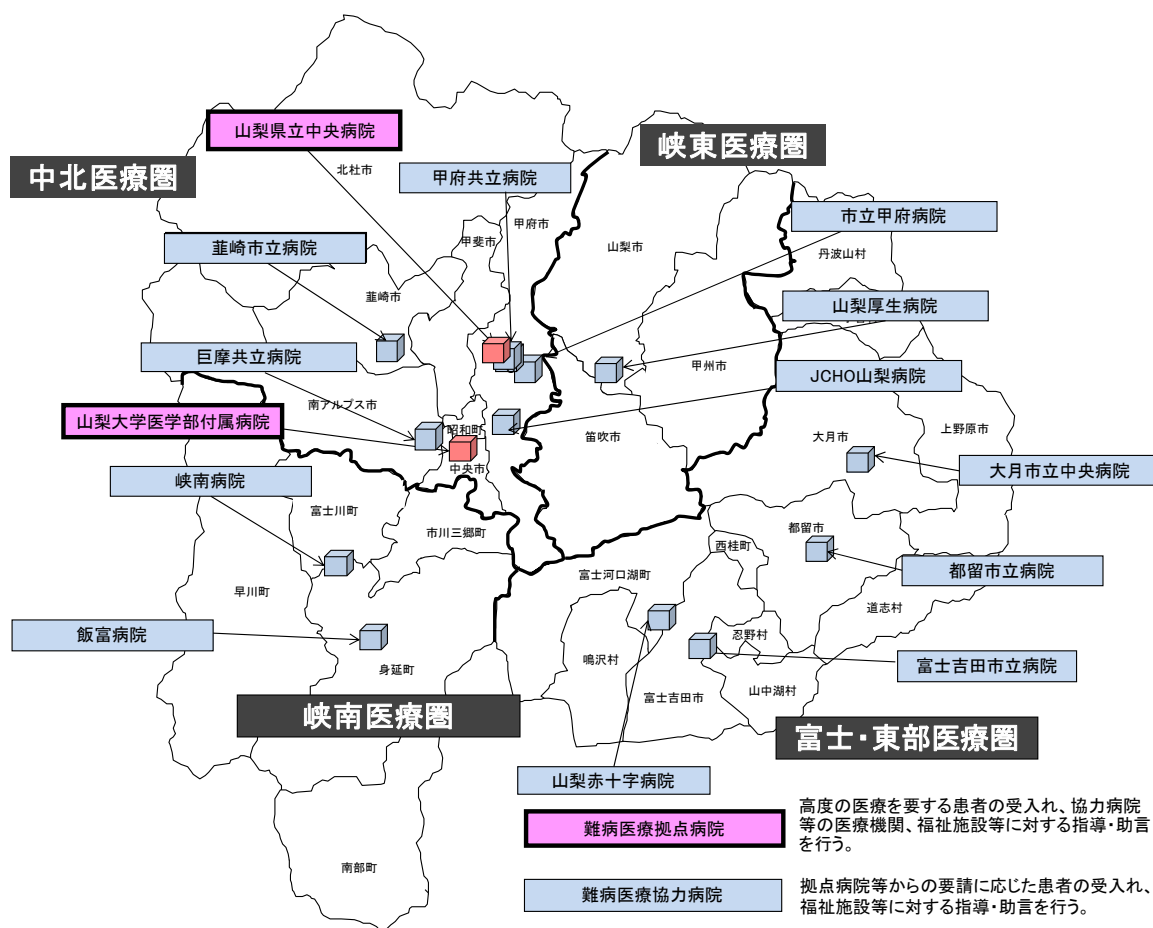 山梨県立中央病院
峡東医療圏
中北医療圏
北杜市
甲府共立病院
甲府市
市立甲府病院
甲斐市
山梨市
丹波山村
韮崎市立病院
韮崎市
山梨厚生病院
巨摩共立病院
甲州市
JCHO山梨病院
南アルプス市
山梨大学医学部付属病院
昭和町
笛吹市
大月市
上野原市
中央市
大月市立中央病院
峡南病院
富士川町
市川三郷町
都留市
西桂町
富士河口湖町
都留市立病院
早川町
道志村
飯富病院
忍野村
身延町
鳴沢村
富士吉田市立病院
富士吉田市
山中湖村
峡南医療圏
富士・東部医療圏
山梨赤十字病院
難病医療拠点病院
高度の医療を要する患者の受入れ、協力病院
等の医療機関、福祉施設等に対する指導・助言
を行う。
南部町
難病医療協力病院
拠点病院等からの要請に応じた患者の受入れ、
福祉施設等に対する指導・助言を行う。